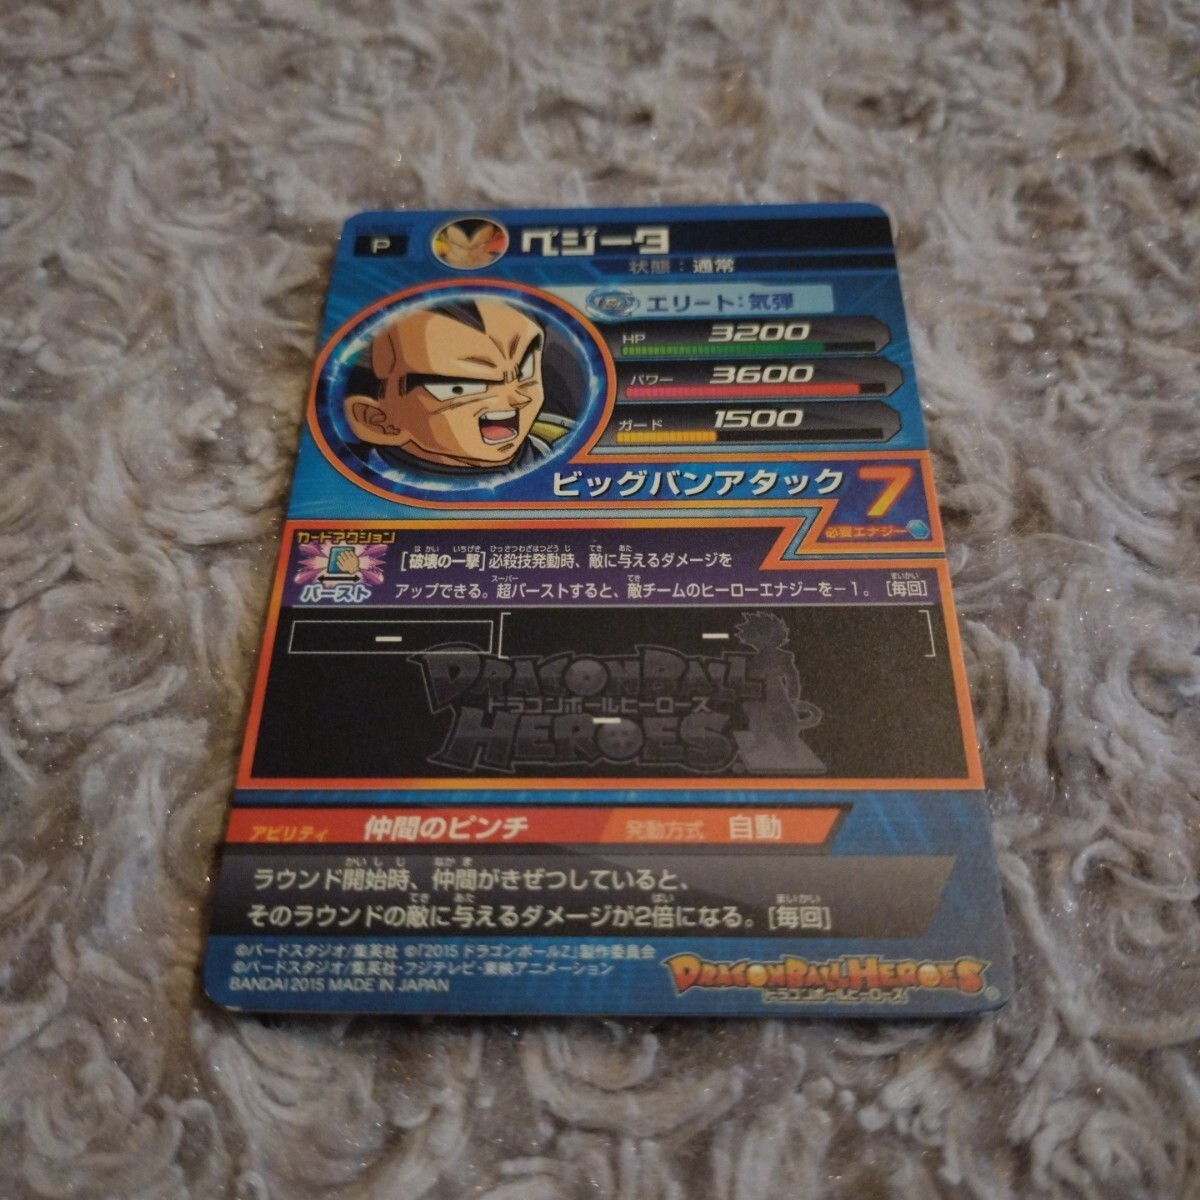 P
ベジータ
状態：通常
エリート：気弾
HP 3200
パワー 3600
ガード 1500
ビッグバンアタック 7
必要エナジー
カードアクション
バースト
[破壊の一撃]必殺技発動時、敵に与えるダメージを
アップできる。超バーストすると、敵チームのヒーローエナジーを－1。[毎回]
ー
ー
DRAGON BALL
ドラゴンボールヒーローズ
HEROES
ー
アビリティ 仲間のピンチ 発動方式 自動
ラウンド開始時、仲間がきぜつしていると、
そのラウンドの敵に与えるダメージが2倍になる。[毎回]
©バードスタジオ/集英社 ©「2015 ドラゴンボールZ」製作委員会
©バードスタジオ/集英社・フジテレビ・東映アニメーション
BANDAI 2015 MADE IN JAPAN
DRAGON BALL HEROES
ドラゴンボールヒーローズ